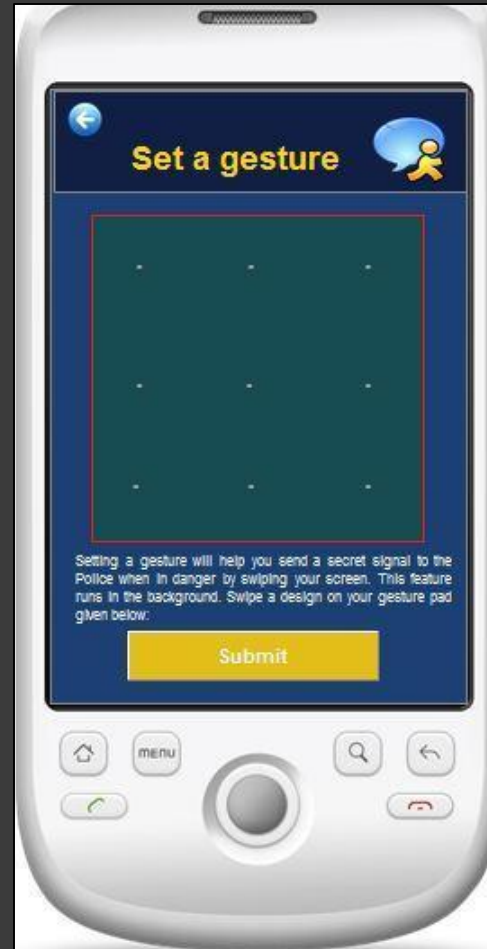 Set a gesture
Setting a gesture will help you send a secret signal to the
Police when in danger by swiping your screen. This feature
runs in the background. Swipe a design on your gesture pad
given below:
Submit
menu